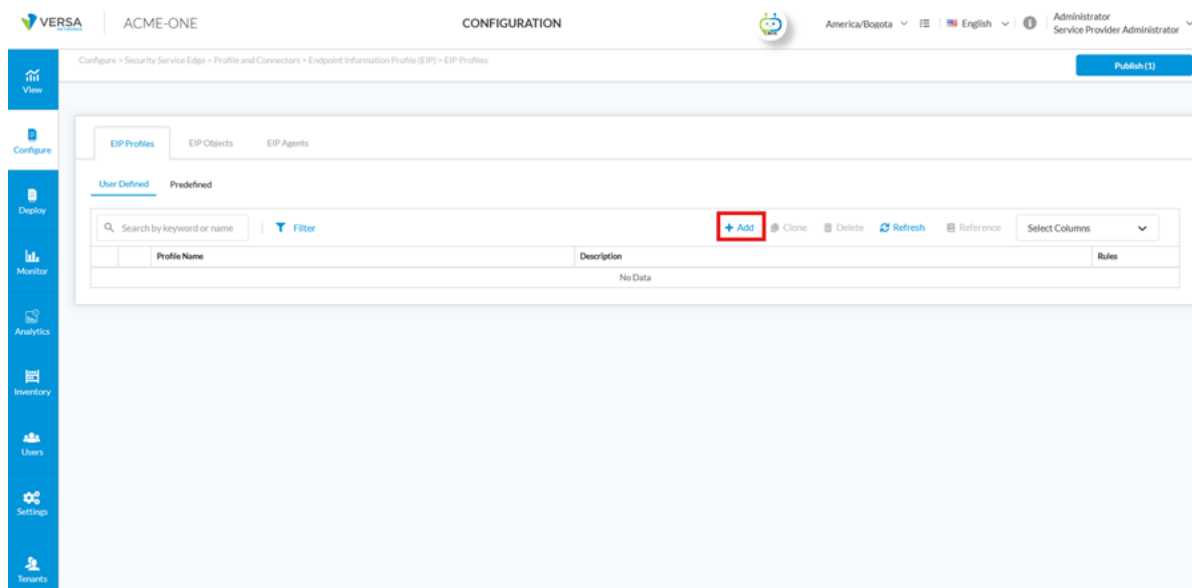 VERSA
NETWORKS
ACME-ONE
CONFIGURATION
America/Bogota
English
Administrator
Service Provider Administrator
Configure > Security Service Edge > Profile and Connectors > Endpoint Information Profile (EIP) > EIP Profiles
Publish (1)
View
Configure
Deploy
Monitor
Analytics
Inventory
Users
Settings
Tenants
EIP Profiles EIP Objects EIP Agents
User Defined Predefined
Search by keyword or name Filter + Add Clone Delete Refresh Reference Select Columns
Profile Name Description Rules
No Data